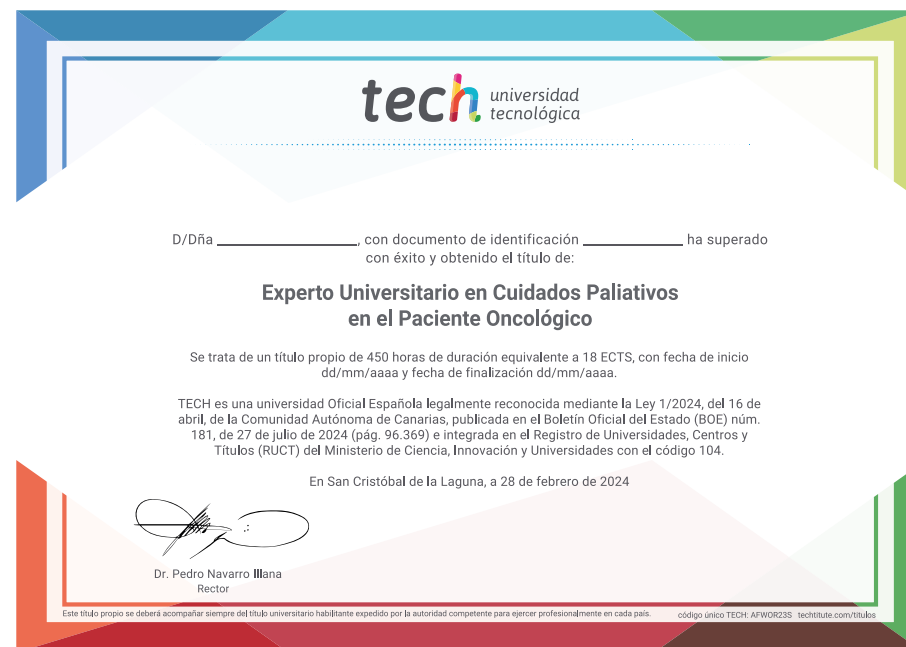 tech universidad
tecnológica
D/Dña ____________________, con documento de identificación ______________ ha superado
con éxito y obtenido el título de:
Experto Universitario en Cuidados Paliativos
en el Paciente Oncológico
Se trata de un título propio de 450 horas de duración equivalente a 18 ECTS, con fecha de inicio
dd/mm/aaaa y fecha de finalización dd/mm/aaaa.
TECH es una universidad Oficial Española legalmente reconocida mediante la Ley 1/2024, del 16 de
abril, de la Comunidad Autónoma de Canarias, publicada en el Boletín Oficial del Estado (BOE) núm.
181, de 27 de julio de 2024 (pág. 96.369) e integrada en el Registro de Universidades, Centros y
Títulos (RUCT) del Ministerio de Ciencia, Innovación y Universidades con el código 104.
En San Cristóbal de la Laguna, a 28 de febrero de 2024
Dr. Pedro Navarro Illana
Rector
Este título propio se deberá acompañar siempre del título universitario habilitante expedido por la autoridad competente para ejercer profesionalmente en cada país.
código único TECH: AFWOR23S techtitute.com/titulos